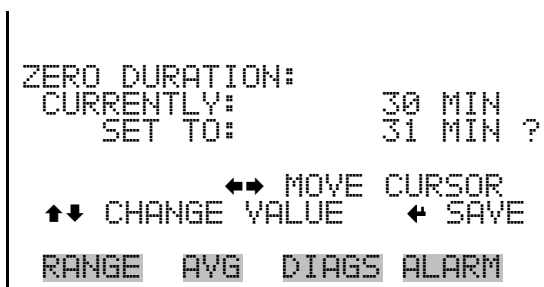 ZERO DURATION:
CURRENTLY: 30 MIN
SET TO: 31 MIN ?
←→ MOVE CURSOR
↑↓ CHANGE VALUE ↵ SAVE
RANGE AVG DIAGS ALARM